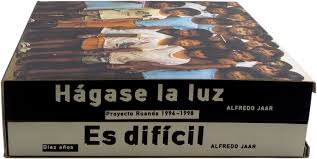 Hágase la luz
ALFREDO JAAR
Proyecto Ruanda 1994-1998
Es difícil
Diez años
ALFREDO JAAR